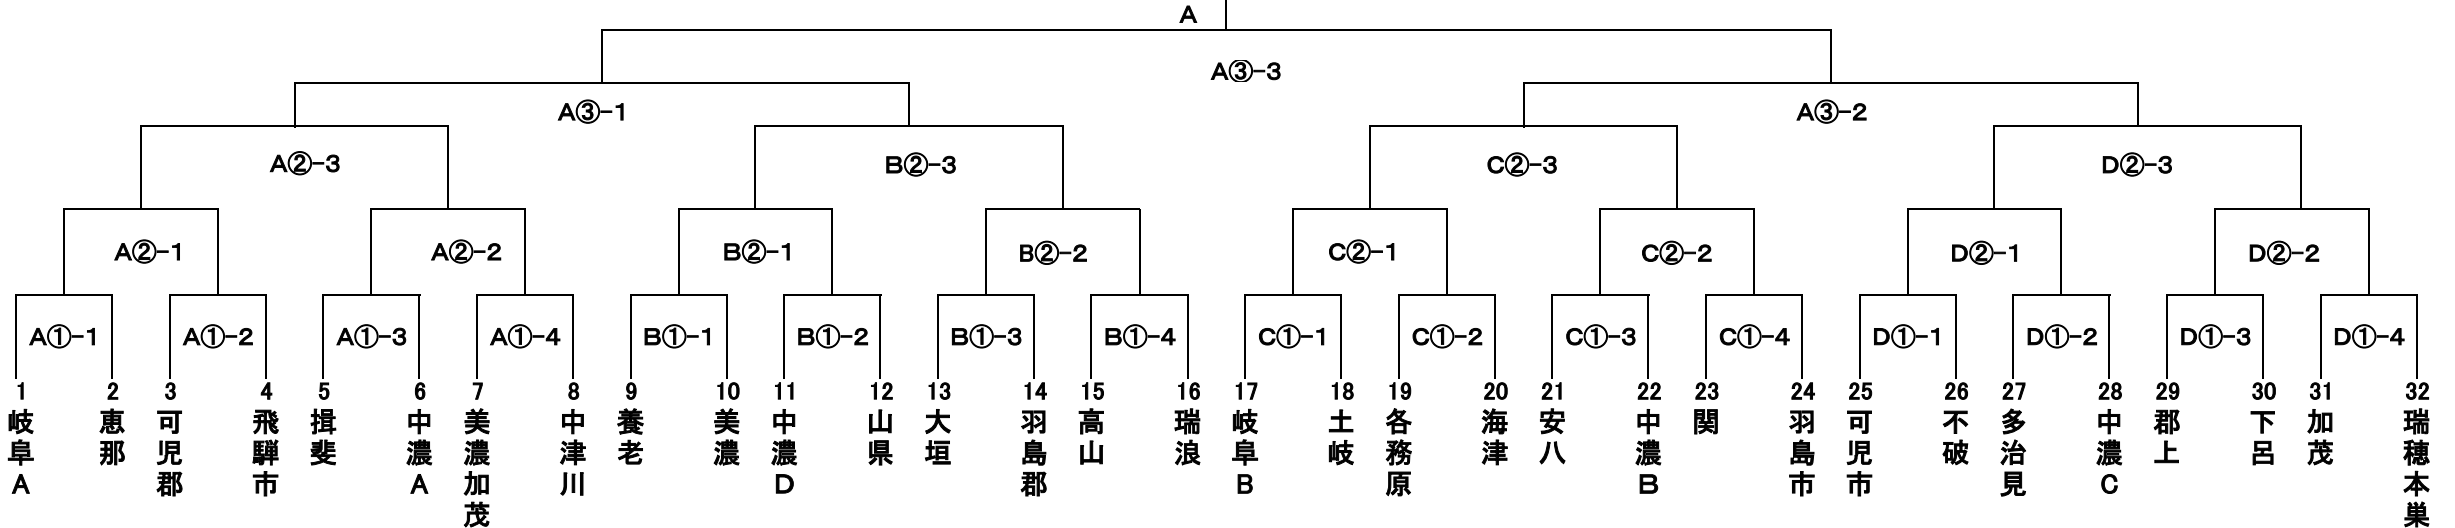 A
A③-3
A③-1
A③-2
A②-3
B②-3
C②-3
D②-3
A②-1
A②-2
B②-1
B②-2
C②-1
C②-2
D②-1
D②-2
A①-1
A①-2
A①-3
A①-4
B①-1
B①-2
B①-3
B①-4
C①-1
C①-2
C①-3
C①-4
D①-1
D①-2
D①-3
D①-4
1
岐阜A
2
恵那
3
可児郡
4
飛騨市
5
揖斐
6
中濃A
7
美濃加茂
8
中津川
9
養老
10
美濃
11
中濃D
12
山県
13
大垣
14
羽島郡
15
高山
16
瑞浪
17
岐阜B
18
土岐
19
各務原
20
海津
21
安八
22
中濃B
23
関
24
羽島市
25
可児市
26
不破
27
多治見
28
中濃C
29
郡上
30
下呂
31
加茂
32
瑞穂本巣